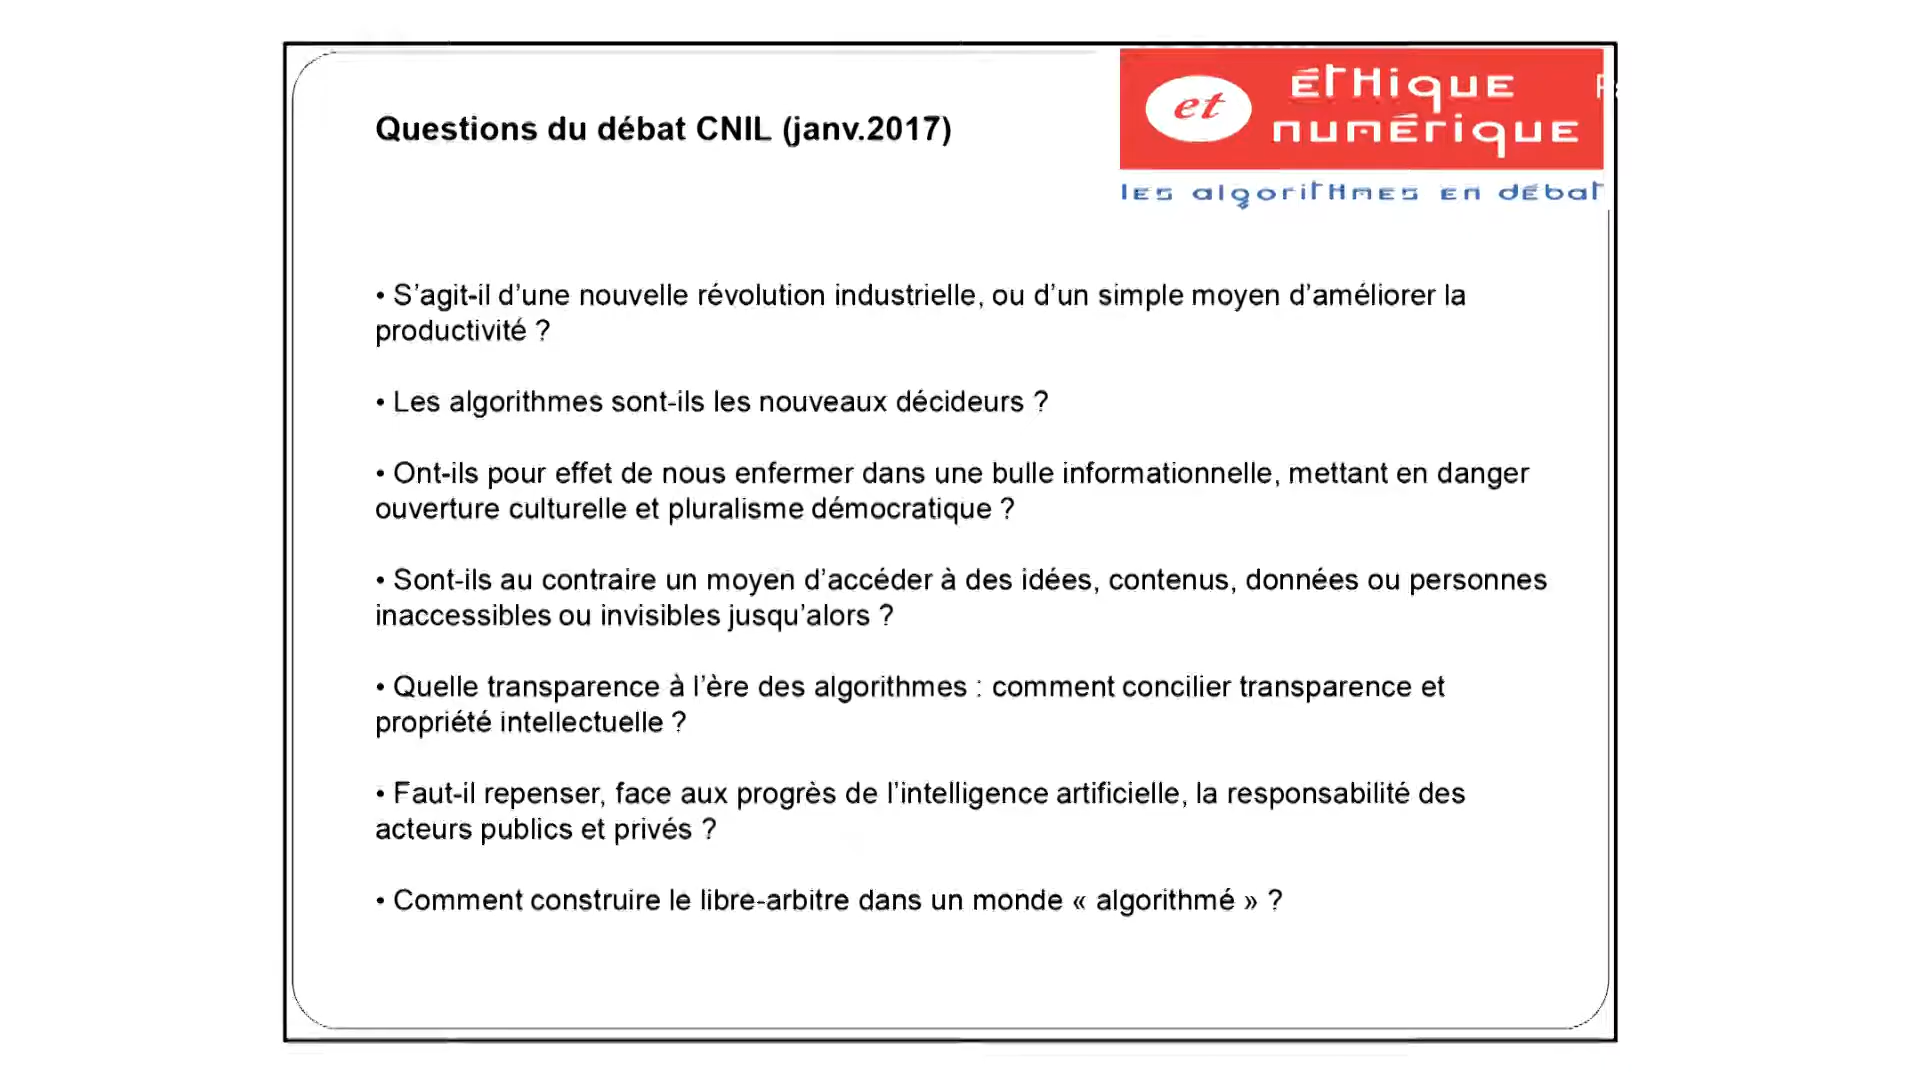 Questions du débat CNIL (janv.2017)
et
ÉTHIQUE
NUMÉRIQUE
LES ALGORITHMES EN DÉBAT
• S’agit-il d’une nouvelle révolution industrielle, ou d’un simple moyen d’améliorer la
productivité ?
• Les algorithmes sont-ils les nouveaux décideurs ?
• Ont-ils pour effet de nous enfermer dans une bulle informationnelle, mettant en danger
ouverture culturelle et pluralisme démocratique ?
• Sont-ils au contraire un moyen d’accéder à des idées, contenus, données ou personnes
inaccessibles ou invisibles jusqu’alors ?
• Quelle transparence à l’ère des algorithmes : comment concilier transparence et
propriété intellectuelle ?
• Faut-il repenser, face aux progrès de l’intelligence artificielle, la responsabilité des
acteurs publics et privés ?
• Comment construire le libre-arbitre dans un monde « algorithmé » ?